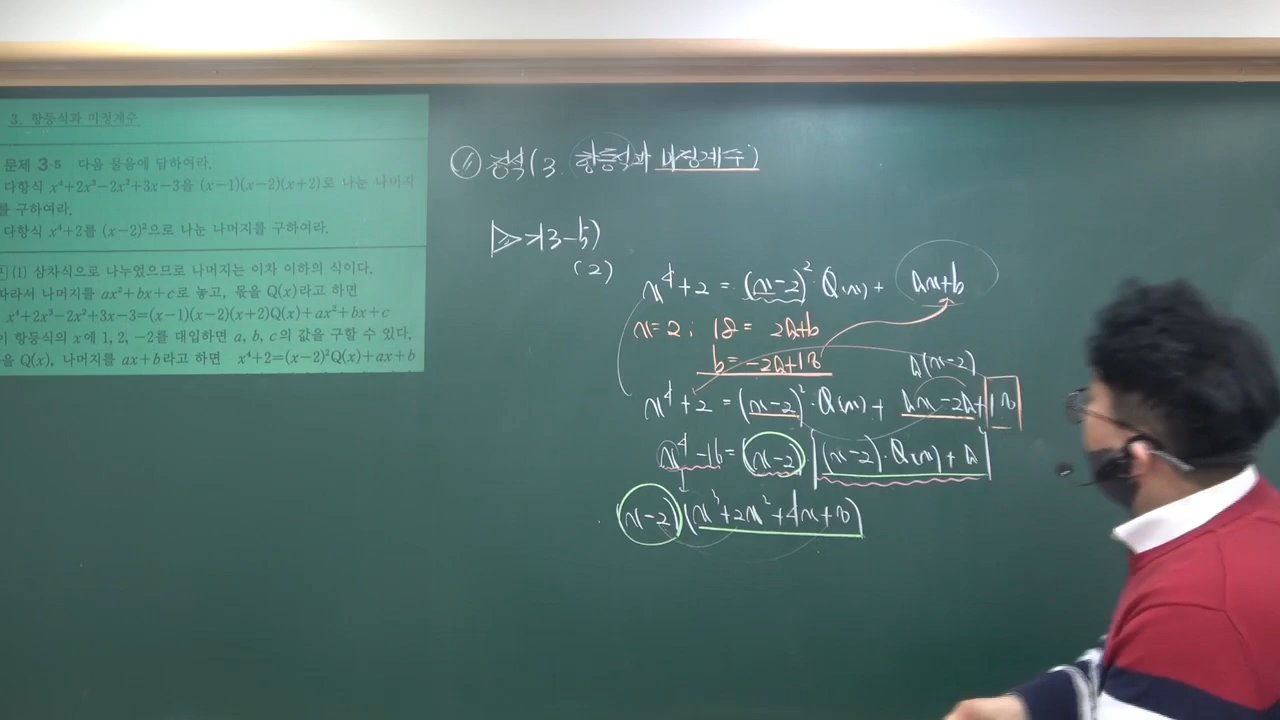 3. 항등식과 미정계수
문제 3-5 다음 물음에 답하여라.
다항식 x⁴+2x³-2x²+3x-3을 (x-1)(x-2)(x+2)로 나눈 나머지
를 구하여라.
다항식 x⁴+2를 (x-2)²으로 나눈 나머지를 구하여라.
(1) 삼차식으로 나누었으므로 나머지는 이차 이하의 식이다.
따라서 나머지를 ax²+bx+c로 놓고, 몫을 Q(x)라고 하면
x⁴+2x³-2x²+3x-3=(x-1)(x-2)(x+2)Q(x)+ax²+bx+c
이 항등식의 x에 1, 2, -2를 대입하면 a, b, c의 값을 구할 수 있다.
을 Q(x), 나머지를 ax+b라고 하면 x⁴+2=(x-2)²Q(x)+ax+b
정석(3. 항등식과 미정계수)
3-5)
(2)
x⁴+2 = (x-2)² Q(x) + ax+b
x=2; 18 = 2a+b
b = -2a+18
a(x-2)
x⁴+2 = (x-2)²·Q(x) + ax-2a+18
x⁴-16 = (x-2) (x-2)·Q(x)+a
(x-2)(x³+2x²+4x+8)